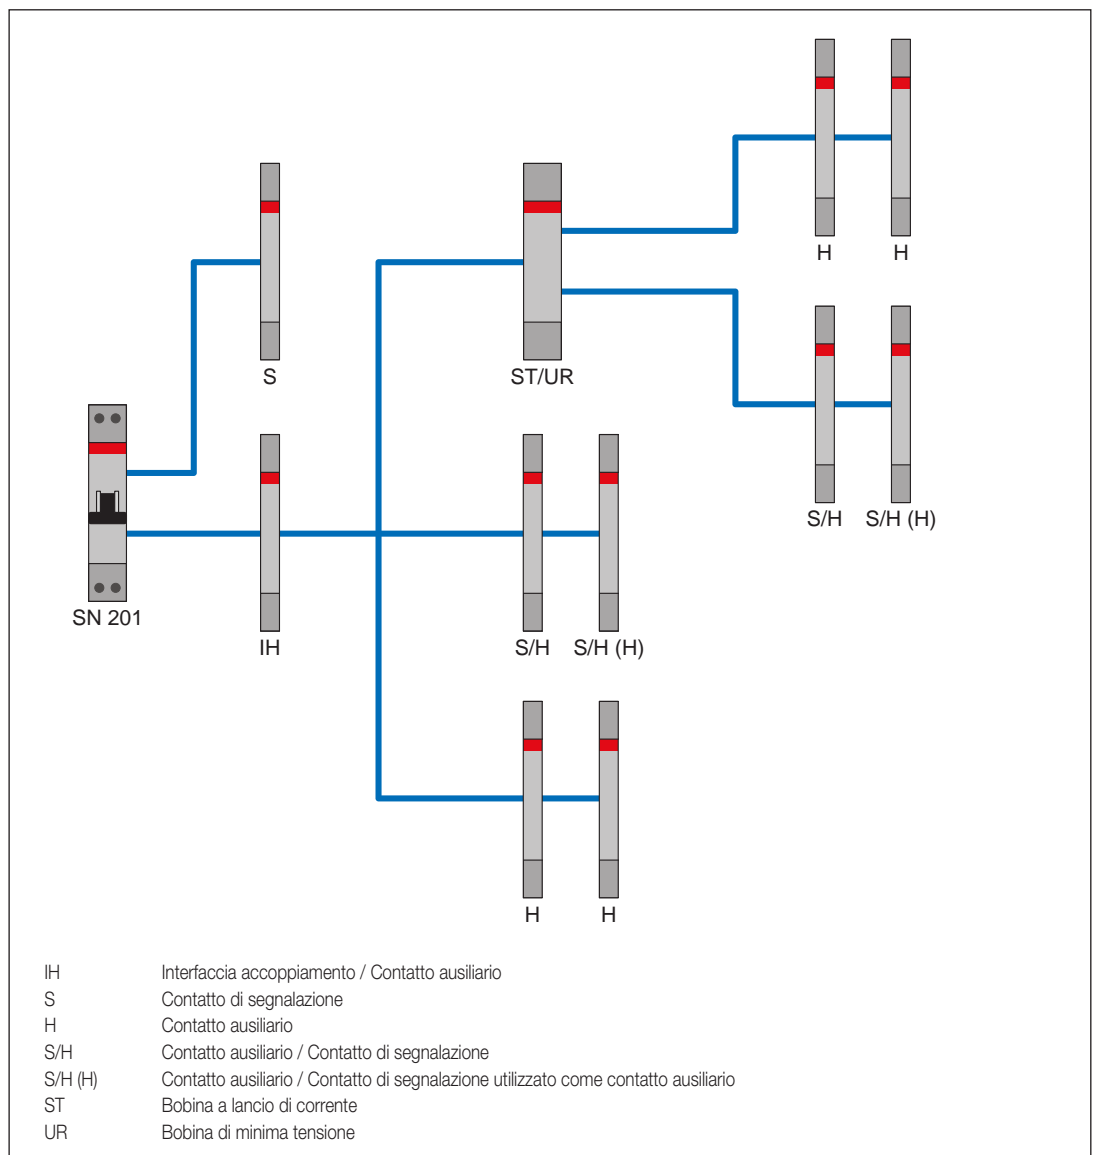 H H
S ST/UR
S/H S/H (H)
SN 201
IH S/H S/H (H)
H H
IH Interfaccia accoppiamento / Contatto ausiliario
S Contatto di segnalazione
H Contatto ausiliario
S/H Contatto ausiliario / Contatto di segnalazione
S/H (H) Contatto ausiliario / Contatto di segnalazione utilizzato come contatto ausiliario
ST Bobina a lancio di corrente
UR Bobina di minima tensione